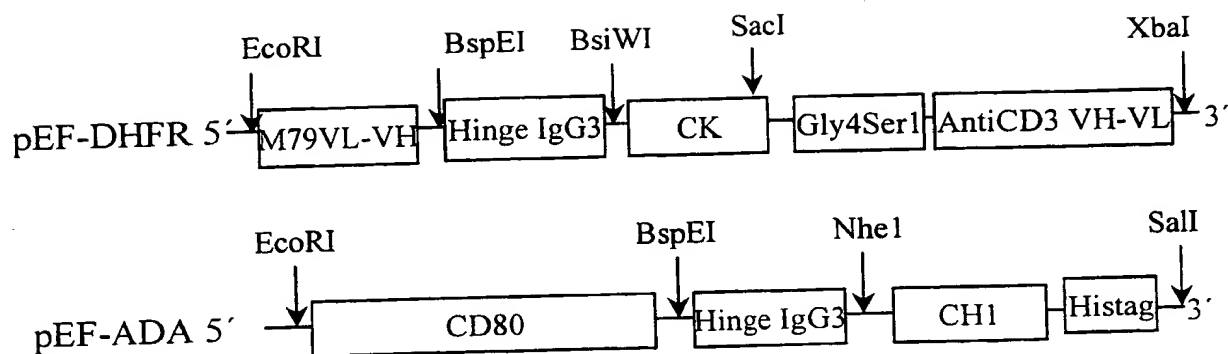 EcoRI BspEI BsiWI SacI XbaI
pEF-DHFR 5´ M79VL-VH Hinge IgG3 CK Gly4Ser1 AntiCD3 VH-VL 3´
EcoRI BspEI Nhe1 SalI
pEF-ADA 5´ CD80 Hinge IgG3 CH1 Histag 3´